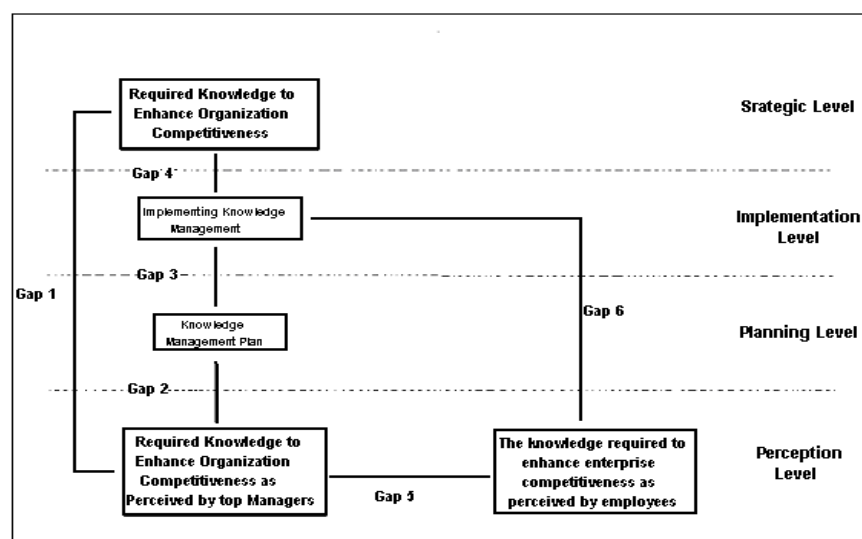 Required Knowledge to
Enhance Organization
Competitiveness
Srategic Level
Gap 4
Implementing Knowledge
Management
Implementation
Level
Gap 3
Gap 1
Gap 6
Knowledge
Management Plan
Planning Level
Gap 2
Required Knowledge to
Enhance Organization
Competitiveness as
Perceived by top Managers
The knowledge required to
enhance enterprise
competitiveness as
perceived by employees
Perception
Level
Gap 5